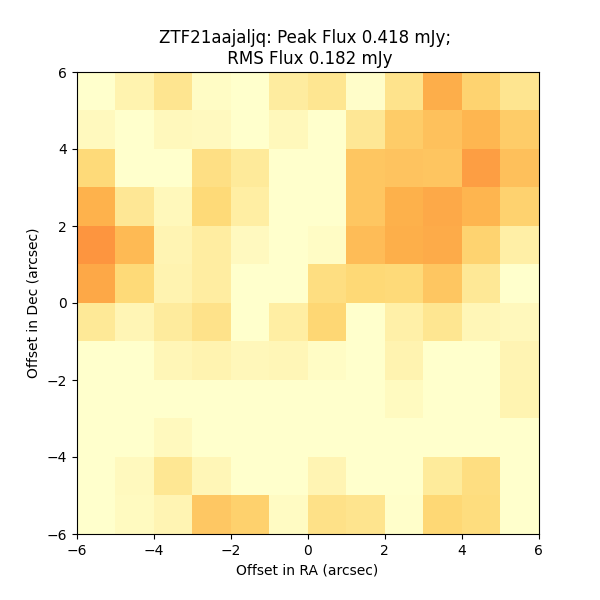 ZTF21aajaljq: Peak Flux 0.418 mJy;
RMS Flux 0.182 mJy
6
4
2
0
−2
−4
−6
Offset in Dec (arcsec)
−6 −4 −2 0 2 4 6
Offset in RA (arcsec)